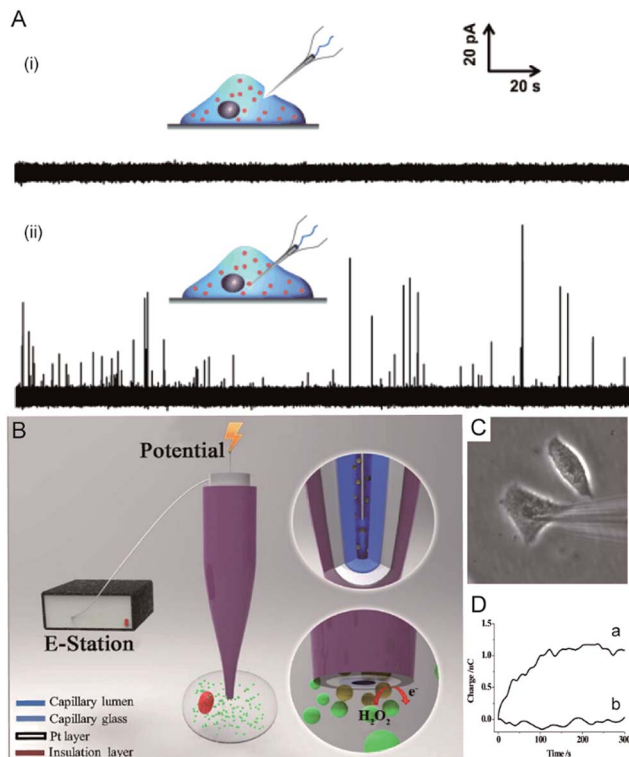 A
(i)
20 pA
20 s
(ii)
B
Potential
E-Station
Capillary lumen
Capillary glass
Pt layer
Insulation layer
e-
H2O2
C
D
Charge /nC
1.5
1.0
0.5
0.0
a
b
0 100 200 300
Time /s